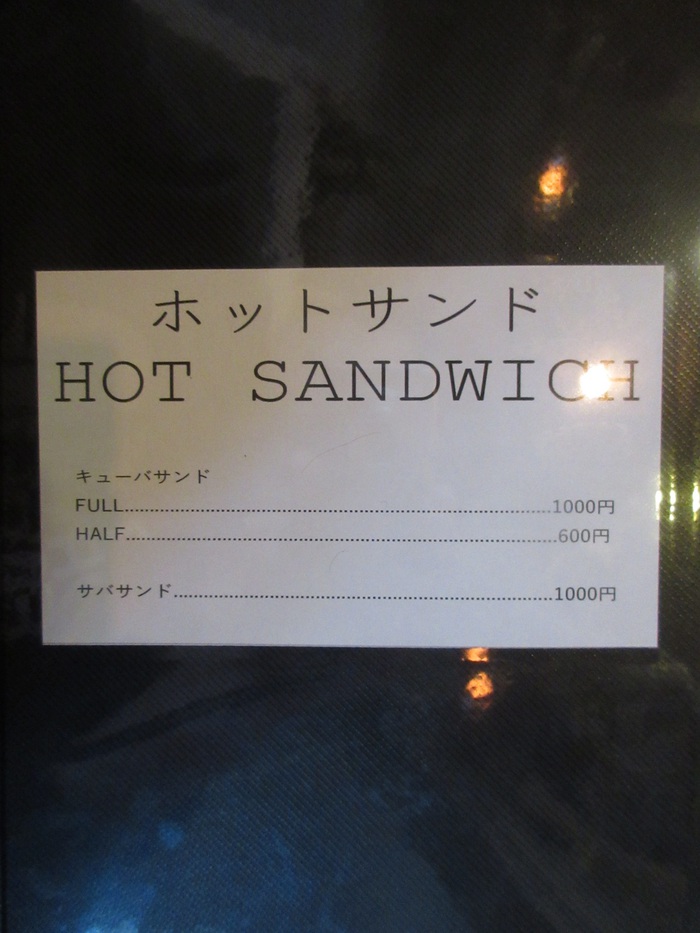 ホットサンド
HOT SANDWICH
キューバサンド
FULL........................................................................1000円
HALF........................................................................600円
サバサンド................................................................1000円